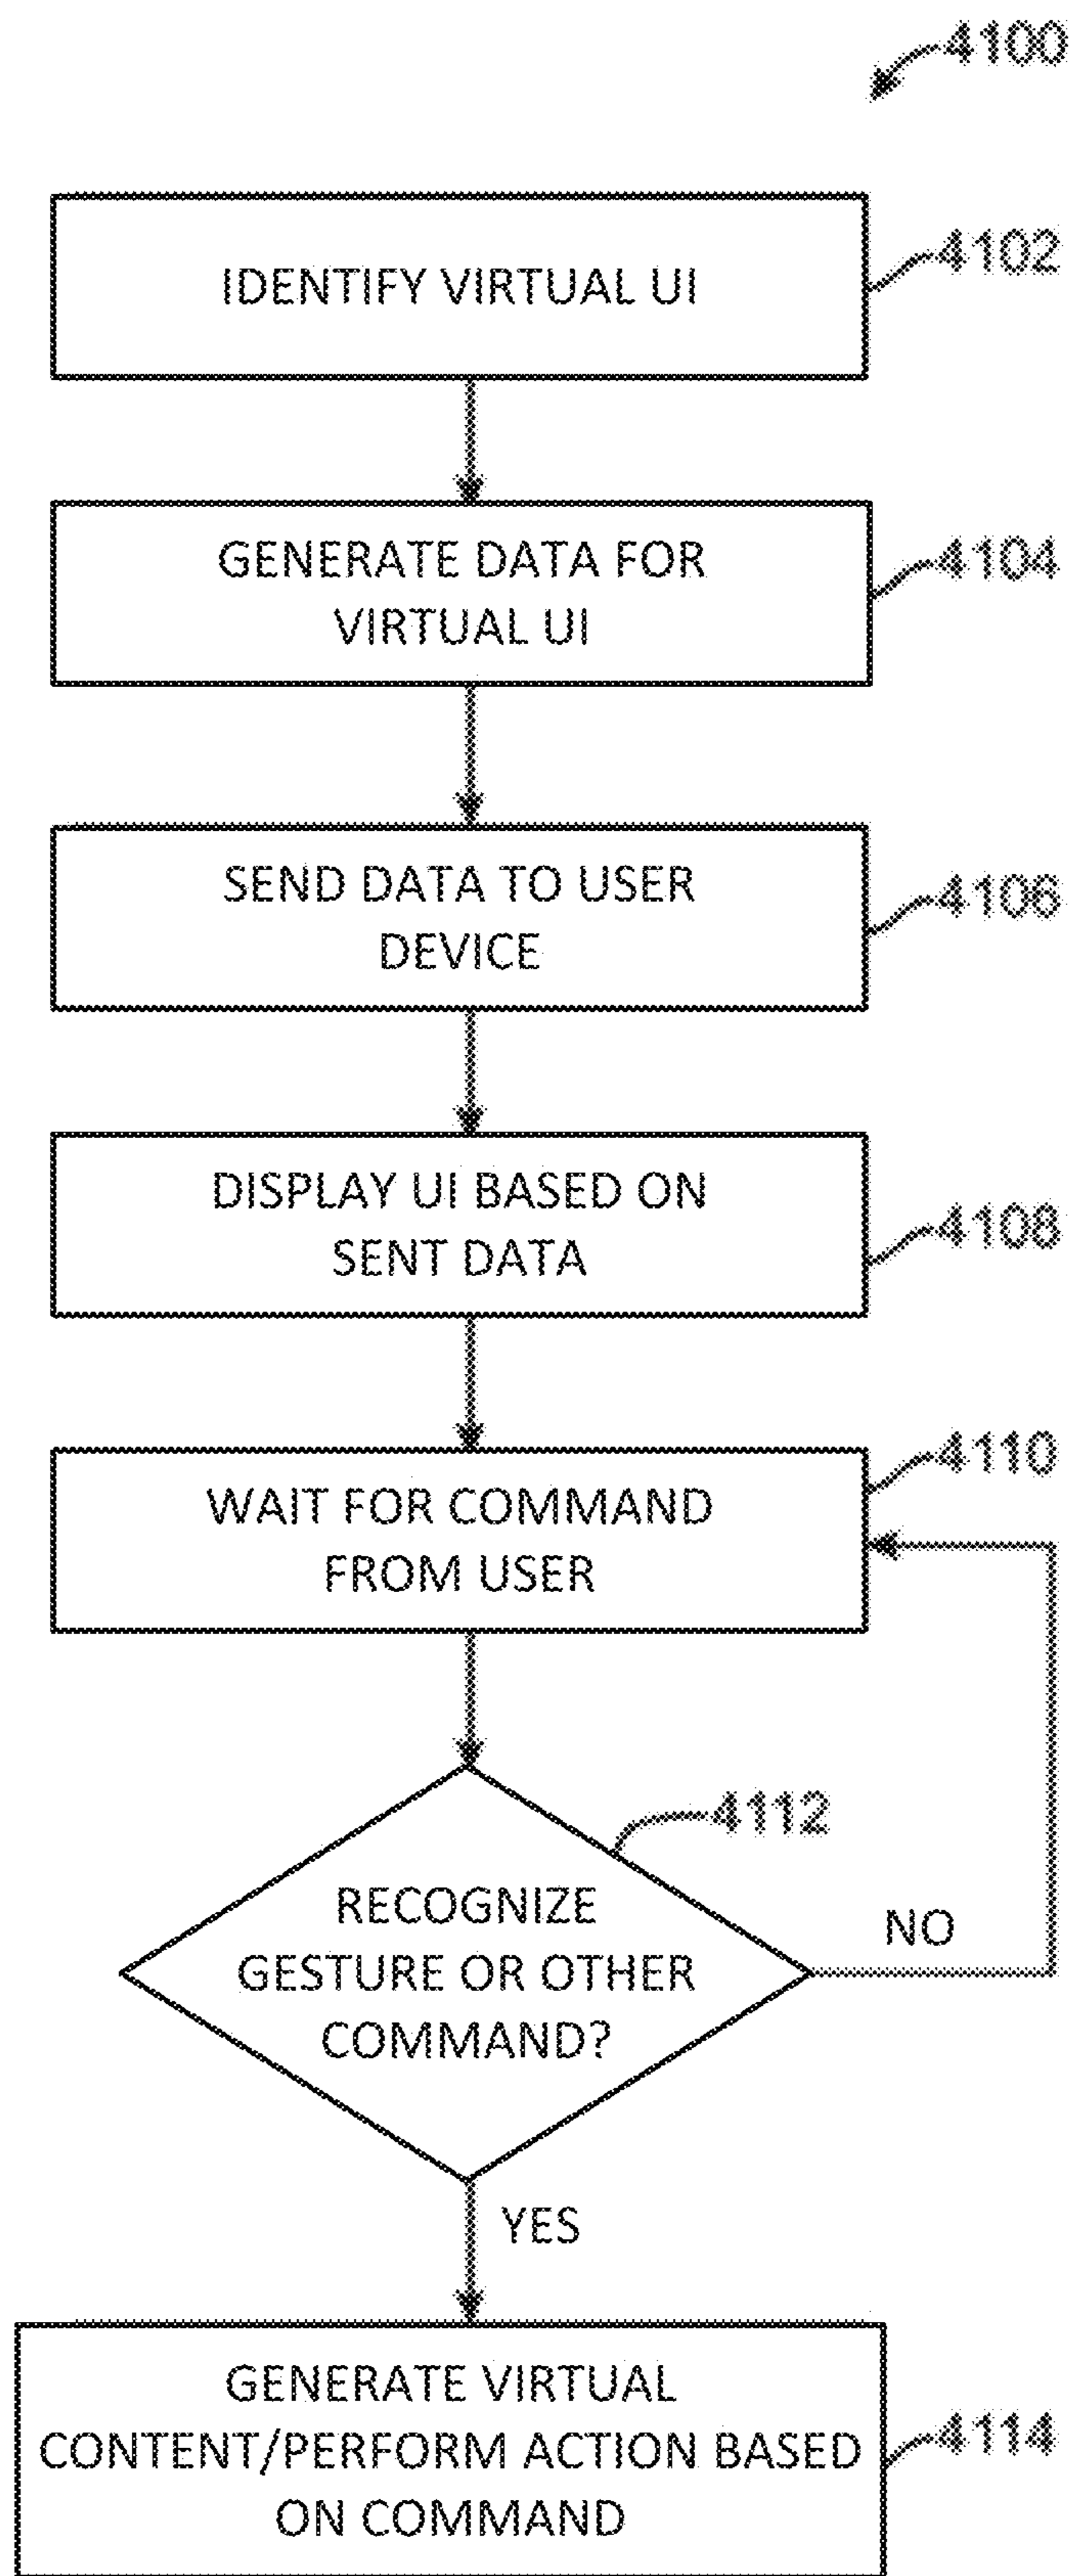 4100
IDENTIFY VIRTUAL UI
4102
GENERATE DATA FOR
VIRTUAL UI
4104
SEND DATA TO USER
DEVICE
4106
DISPLAY UI BASED ON
SENT DATA
4108
WAIT FOR COMMAND
FROM USER
4110
4112
RECOGNIZE
GESTURE OR OTHER
COMMAND?
NO
YES
GENERATE VIRTUAL
CONTENT/PERFORM ACTION BASED
ON COMMAND
4114